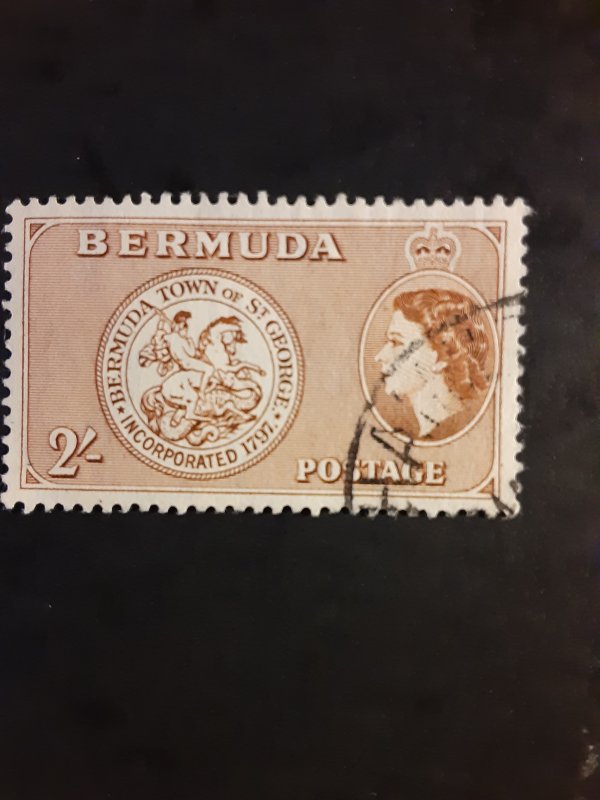 BERMUDA
★ BERMUDA TOWN OF ST. GEORGE ★
INCORPORATED 1797.
2/-
POSTAGE